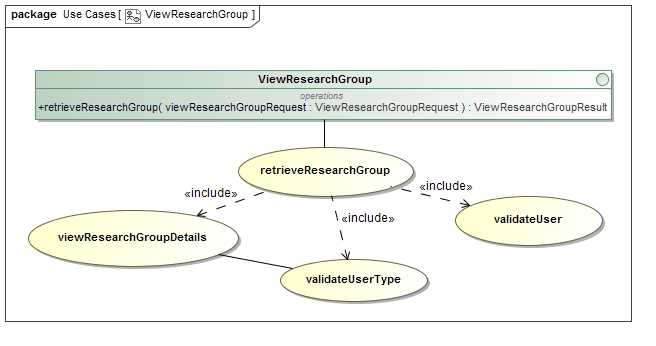 package Use Cases [ ViewResearchGroup ]
ViewResearchGroup
operations
+retrieveResearchGroup( viewResearchGroupRequest : ViewResearchGroupRequest ) : ViewResearchGroupResult
retrieveResearchGroup
«include»
«include»
«include»
validateUser
viewResearchGroupDetails
validateUserType